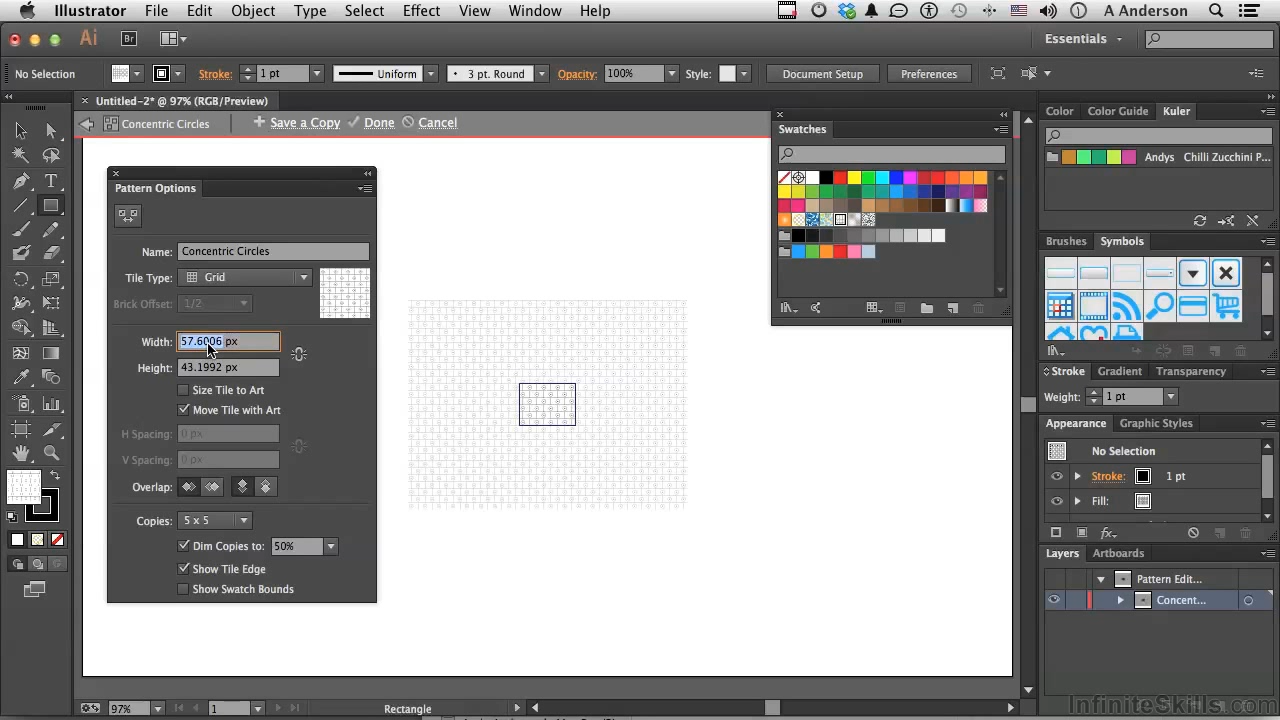 Illustrator File Edit Object Type Select Effect View Window Help A Anderson
Ai Br Essentials
No Selection Stroke: 1 pt Uniform 3 pt. Round Opacity: 100% Style: Document Setup Preferences
× Untitled-2* @ 97% (RGB/Preview)
Concentric Circles + Save a Copy Done Cancel
Pattern Options
Name: Concentric Circles
Tile Type: Grid
Brick Offset: 1/2
Width: 57.6006 px
Height: 43.1992 px
Size Tile to Art
Move Tile with Art
H Spacing: 0 px
V Spacing: 0 px
Overlap:
Copies: 5 x 5
Dim Copies to: 50%
Show Tile Edge
Show Swatch Bounds
Swatches
Color Color Guide Kuler
Andys Chilli Zucchini P...
Brushes Symbols
Stroke Gradient Transparency
Weight: 1 pt
Appearance Graphic Styles
No Selection
Stroke: 1 pt
Fill:
fx
Layers Artboards
Pattern Edit...
Concent...
97% 1 Rectangle
InfiniteSkills.com